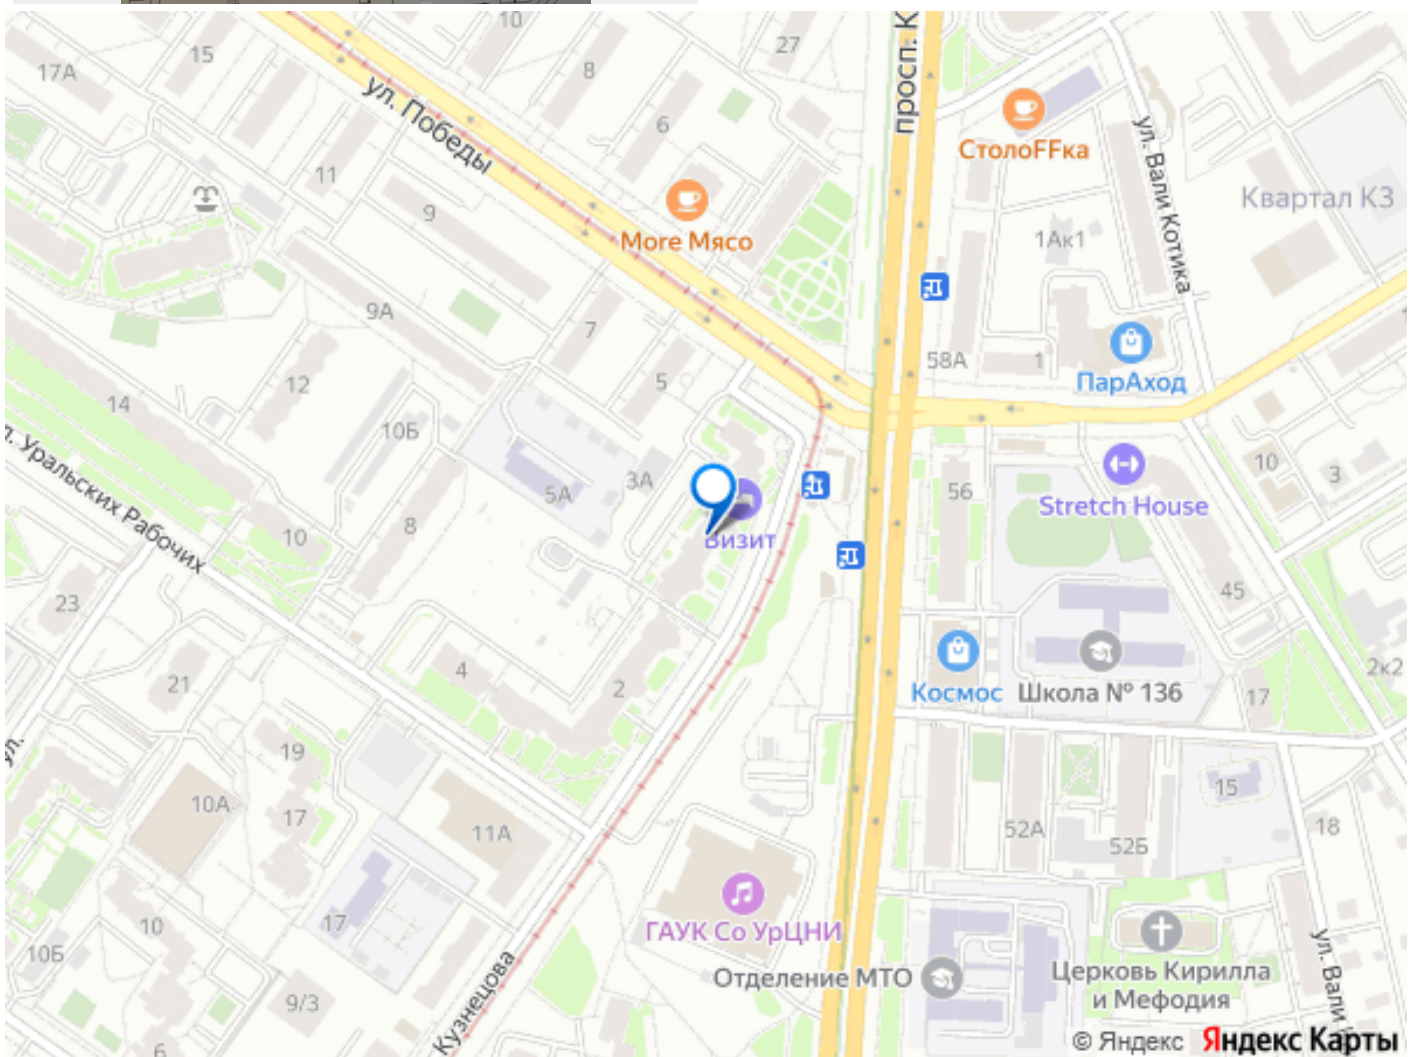 10
15
17А
8
27
просп. К
ул. Победы
СтолоFFка
ул. Вали Котика
6
11
9
More Мясо
Квартал К3
1Ак1
9А
7
58А
1
ПарАход
5
12
14
10Б
3А
5А
56
10
3
Stretch House
Визит
Уральских Рабочих
10
8
45
23
4
2
Космос
Школа № 136
2к2
17
21
19
ул.
10А
17
11А
15
52А
52Б
18
17
10
ГАУК Со УрЦНИ
10Б
Кузнецова
Отделение МТО
Церковь Кирилла
и Мефодия
ул. Вали
9/3
6
© Яндекс Яндекс Карты